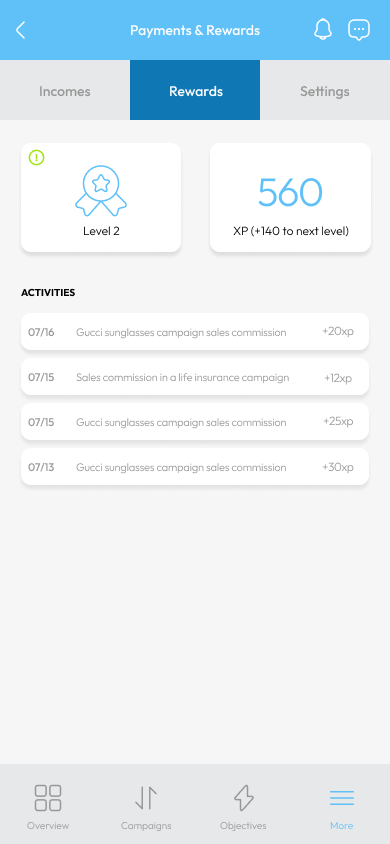 Payments & Rewards
Incomes Rewards Settings
Level 2
560
XP (+140 to next level)
ACTIVITIES
07/16 Gucci sunglasses campaign sales commission +20xp
07/15 Sales commission in a life insurance campaign +12xp
07/15 Gucci sunglasses campaign sales commission +25xp
07/13 Gucci sunglasses campaign sales commission +30xp
Overview Campaigns Objectives More